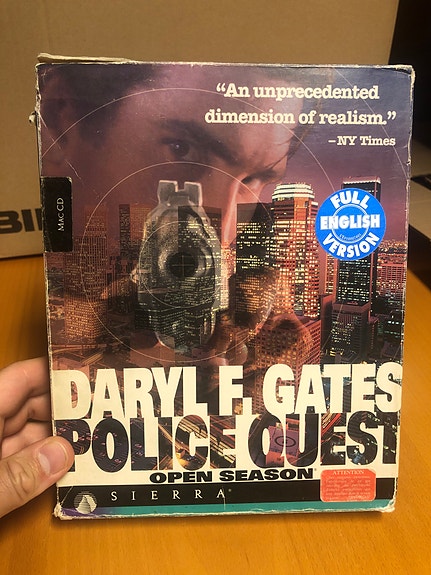 “An unprecedented
dimension of realism.”
–NY Times
MAC CD
FULL
ENGLISH
VERSION
DARYL F. GATES
POLICE QUEST
OPEN SEASON
SIERRA®
ATTENTION